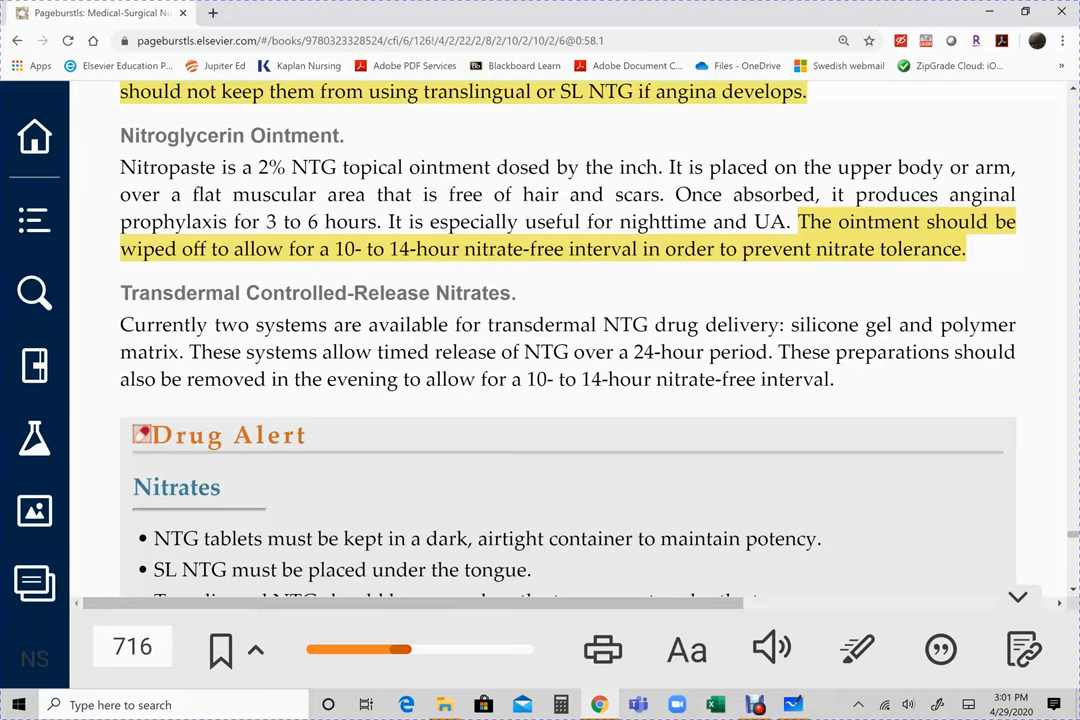 Pageburstls: Medical-Surgical Nu
pageburstls.elsevier.com/#/books/9780323328524/cfi/6/126!/4/2/22/2/8/2/10/2/10/2/6@0:58.1
Apps Elsevier Education P... Jupiter Ed Kaplan Nursing Adobe PDF Services Bb Blackboard Learn Adobe Document C... Files - OneDrive Swedish webmail ZipGrade Cloud: iO... »
should not keep them from using translingual or SL NTG if angina develops.
Nitroglycerin Ointment.
Nitropaste is a 2% NTG topical ointment dosed by the inch. It is placed on the upper body or arm,
over a flat muscular area that is free of hair and scars. Once absorbed, it produces anginal
prophylaxis for 3 to 6 hours. It is especially useful for nighttime and UA. The ointment should be
wiped off to allow for a 10- to 14-hour nitrate-free interval in order to prevent nitrate tolerance.
Transdermal Controlled-Release Nitrates.
Currently two systems are available for transdermal NTG drug delivery: silicone gel and polymer
matrix. These systems allow timed release of NTG over a 24-hour period. These preparations should
also be removed in the evening to allow for a 10- to 14-hour nitrate-free interval.
Drug Alert
Nitrates
• NTG tablets must be kept in a dark, airtight container to maintain potency.
• SL NTG must be placed under the tongue.
716
Aa
NS
Type here to search
3:01 PM
4/29/2020